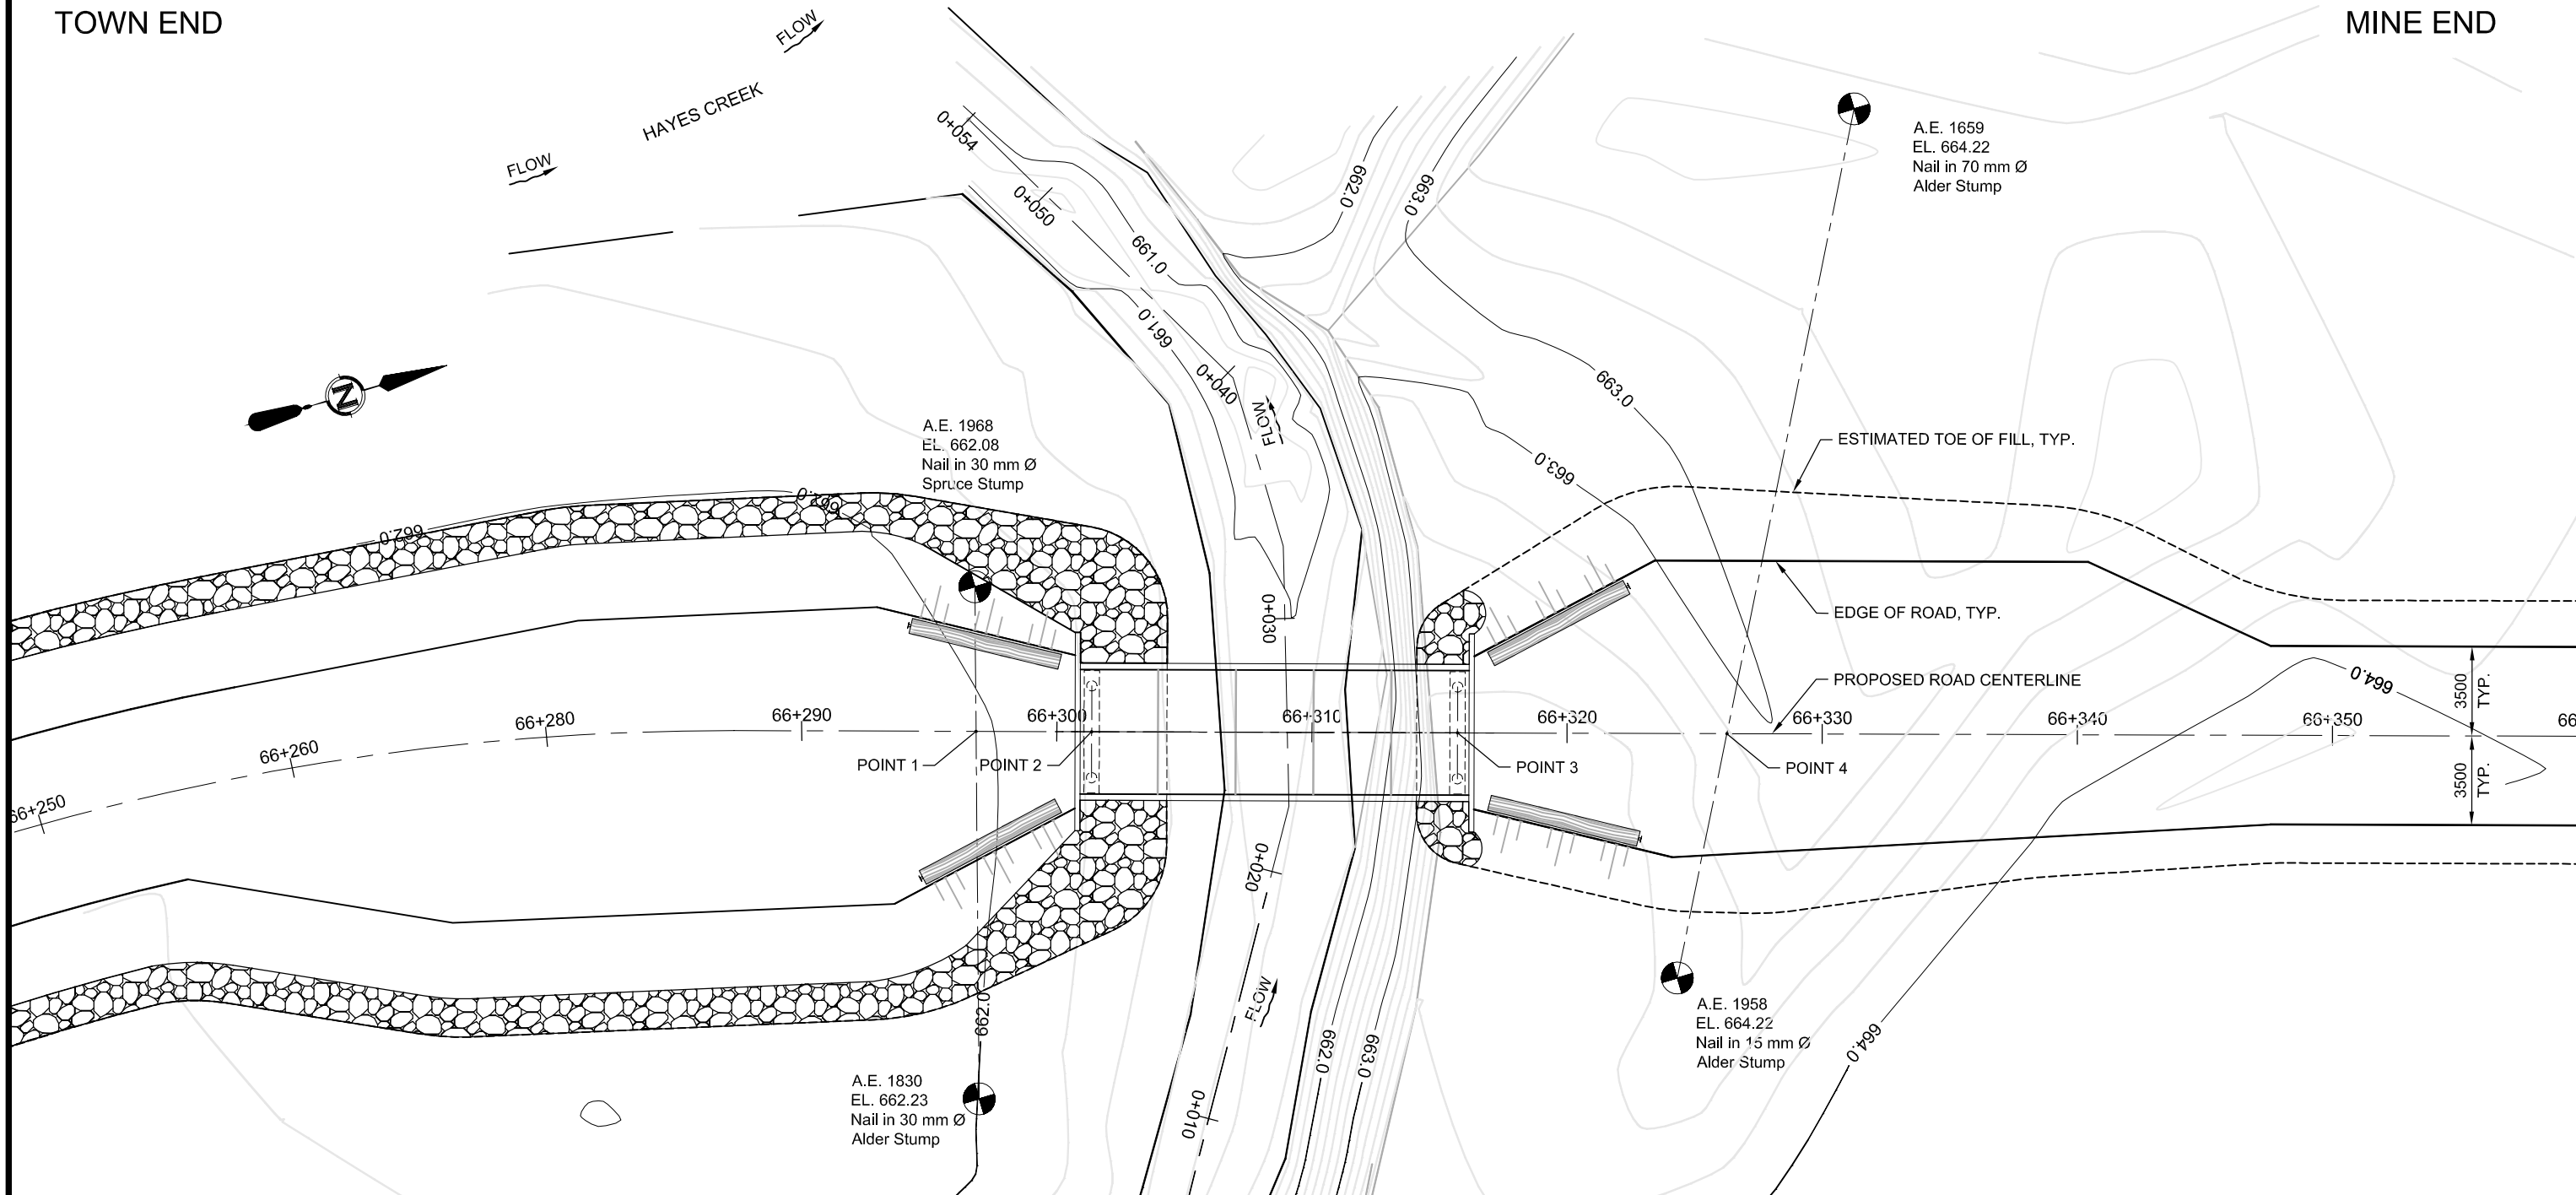 TOWN END
MINE END
FLOW
HAYES CREEK
FLOW
0+054
0+050
661.0
661.0
0+040
FLOW
662.0
663.0
A.E. 1659
EL. 664.22
Nail in 70 mm Ø
Alder Stump
N
A.E. 1968
EL. 662.08
Nail in 30 mm Ø
Spruce Stump
663.0
663.0
ESTIMATED TOE OF FILL, TYP.
662.0
662.0
0+030
EDGE OF ROAD, TYP.
PROPOSED ROAD CENTERLINE
664.0
3500
TYP.
66+250
66+260
66+280
66+290
66+300
66+310
66+320
66+330
66+340
66+350
66
POINT 1
POINT 2
POINT 3
POINT 4
3500
TYP.
0+020
FLOW
662.0
A.E. 1958
EL. 664.22
Nail in 15 mm Ø
Alder Stump
662.0
663.0
664.0
A.E. 1830
EL. 662.23
Nail in 30 mm Ø
Alder Stump
0+010